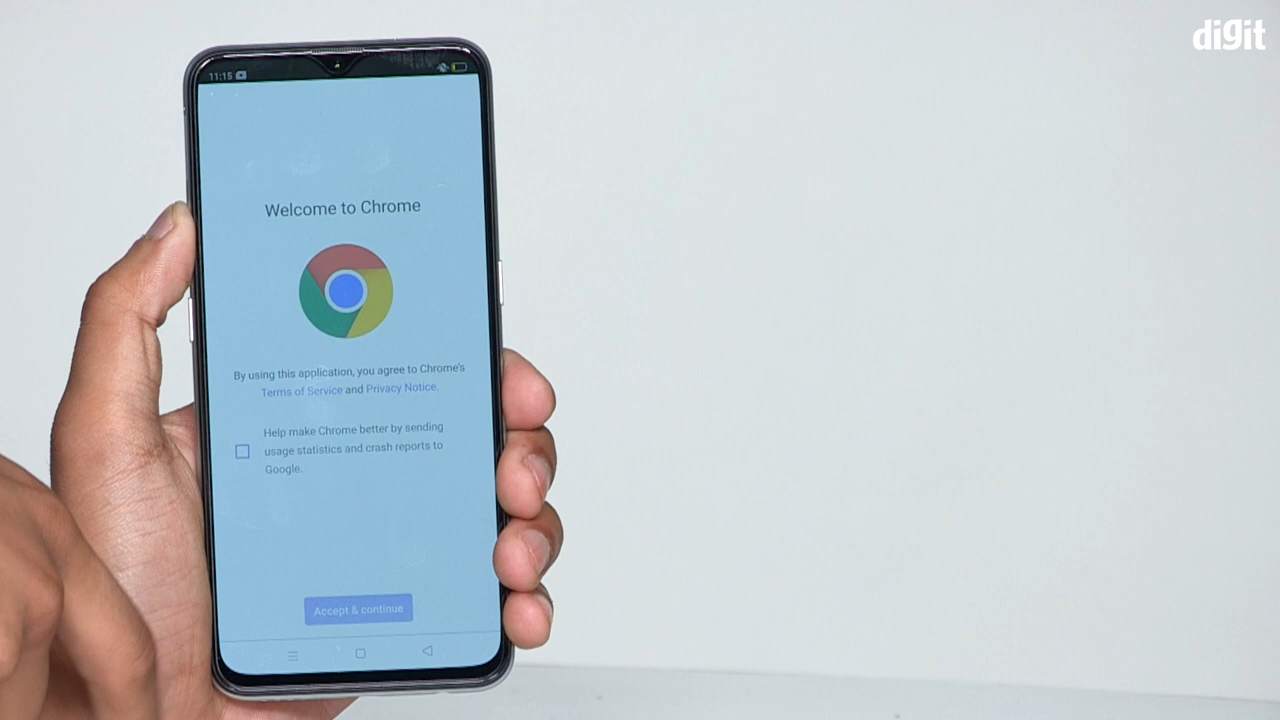 digit
11:15
Welcome to Chrome
By using this application, you agree to Chrome's
Terms of Service and Privacy Notice.
Help make Chrome better by sending
usage statistics and crash reports to
Google.
Accept & continue